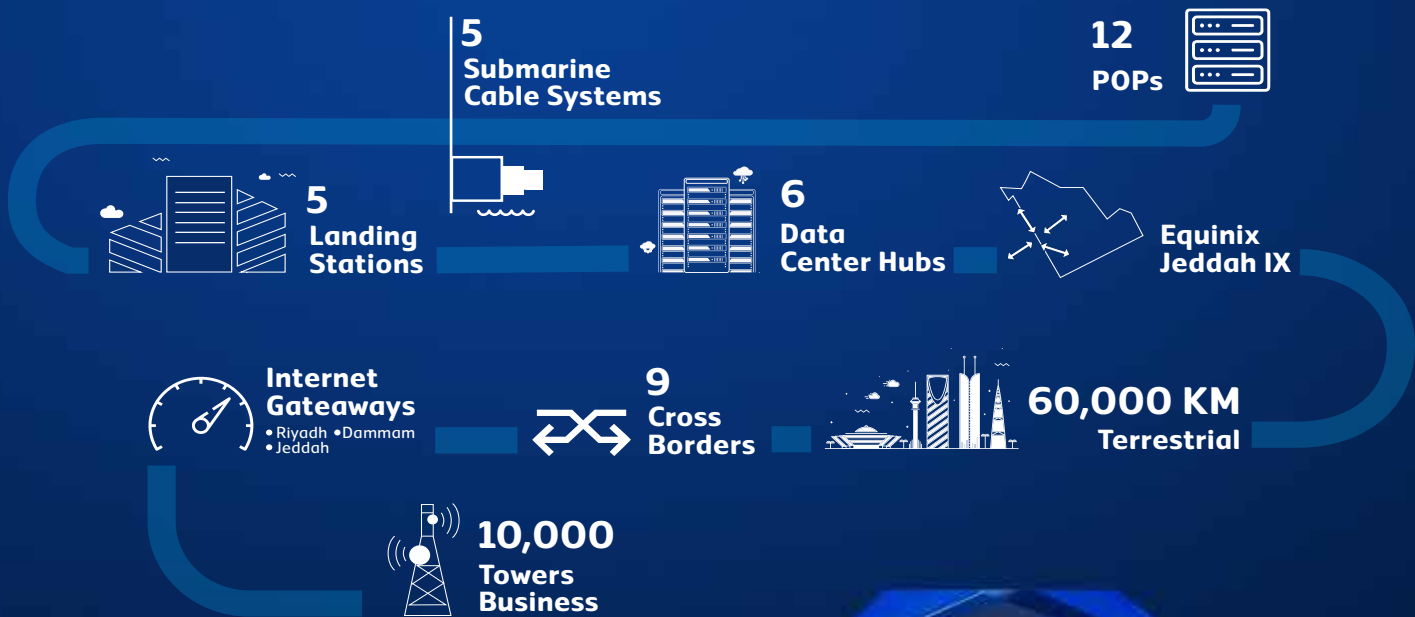 5
Submarine
Cable Systems
12
POPs
5
Landing
Stations
6
Data
Center Hubs
Equinix
Jeddah IX
Internet
Gateaways
• Riyadh •Dammam
• Jeddah
9
Cross
Borders
60,000 KM
Terrestrial
10,000
Towers
Business